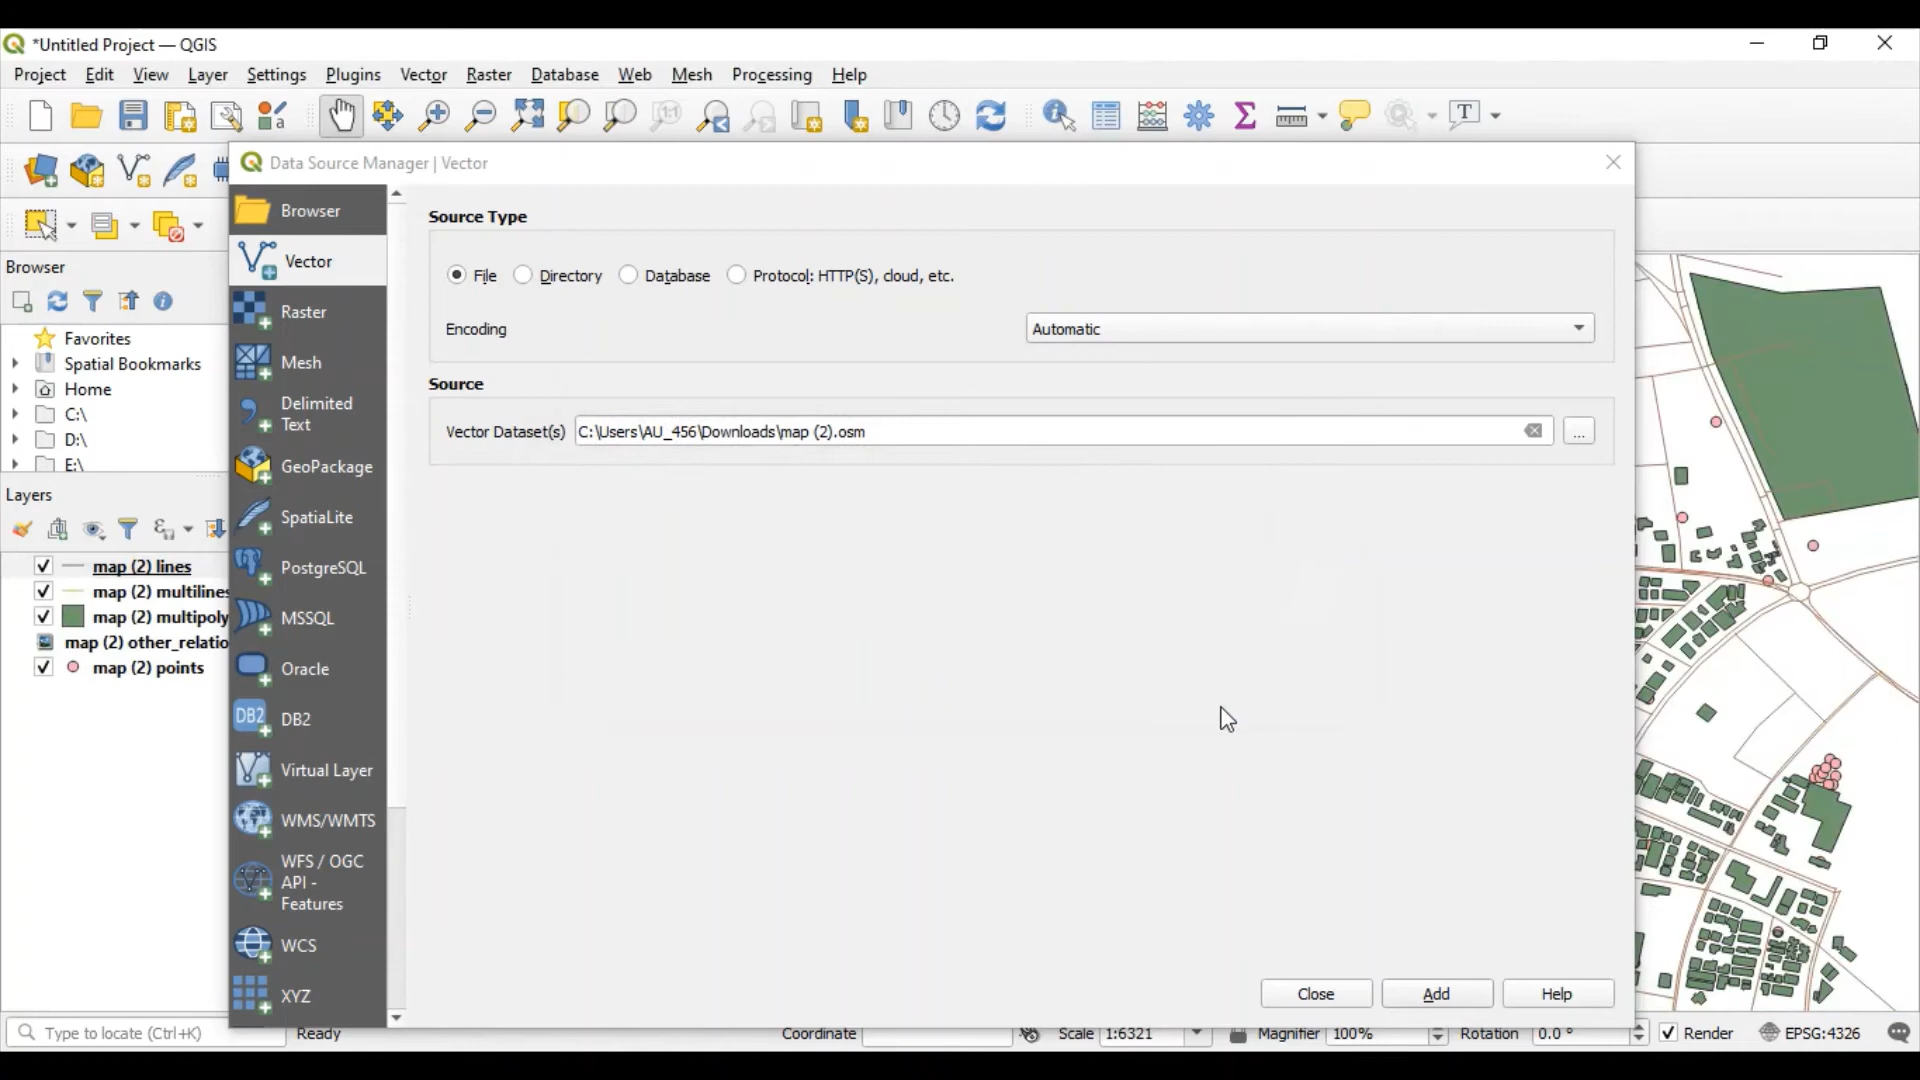 *Untitled Project — QGIS
Project Edit View Layer Settings Plugins Vector Raster Database Web Mesh Processing Help
Data Source Manager | Vector
Browser
Favorites
Spatial Bookmarks
Home
C:\
D:\
E:\
Layers
map (2) lines
map (2) multilines
map (2) multipoly
map (2) other_relatio
map (2) points
Browser
Vector
Raster
Mesh
Delimited
Text
GeoPackage
SpatiaLite
PostgreSQL
MSSQL
Oracle
DB2
Virtual Layer
WMS/WMTS
WFS / OGC
API -
Features
WCS
XYZ
Source Type
File Directory Database Protocol: HTTP(S), cloud, etc.
Encoding Automatic
Source
Vector Dataset(s) C:\Users\AU_456\Downloads\map (2).osm ...
Close Add Help
Type to locate (Ctrl+K) Ready Coordinate Scale 1:6321 Magnifier 100% Rotation 0.0 ° Render EPSG:4326